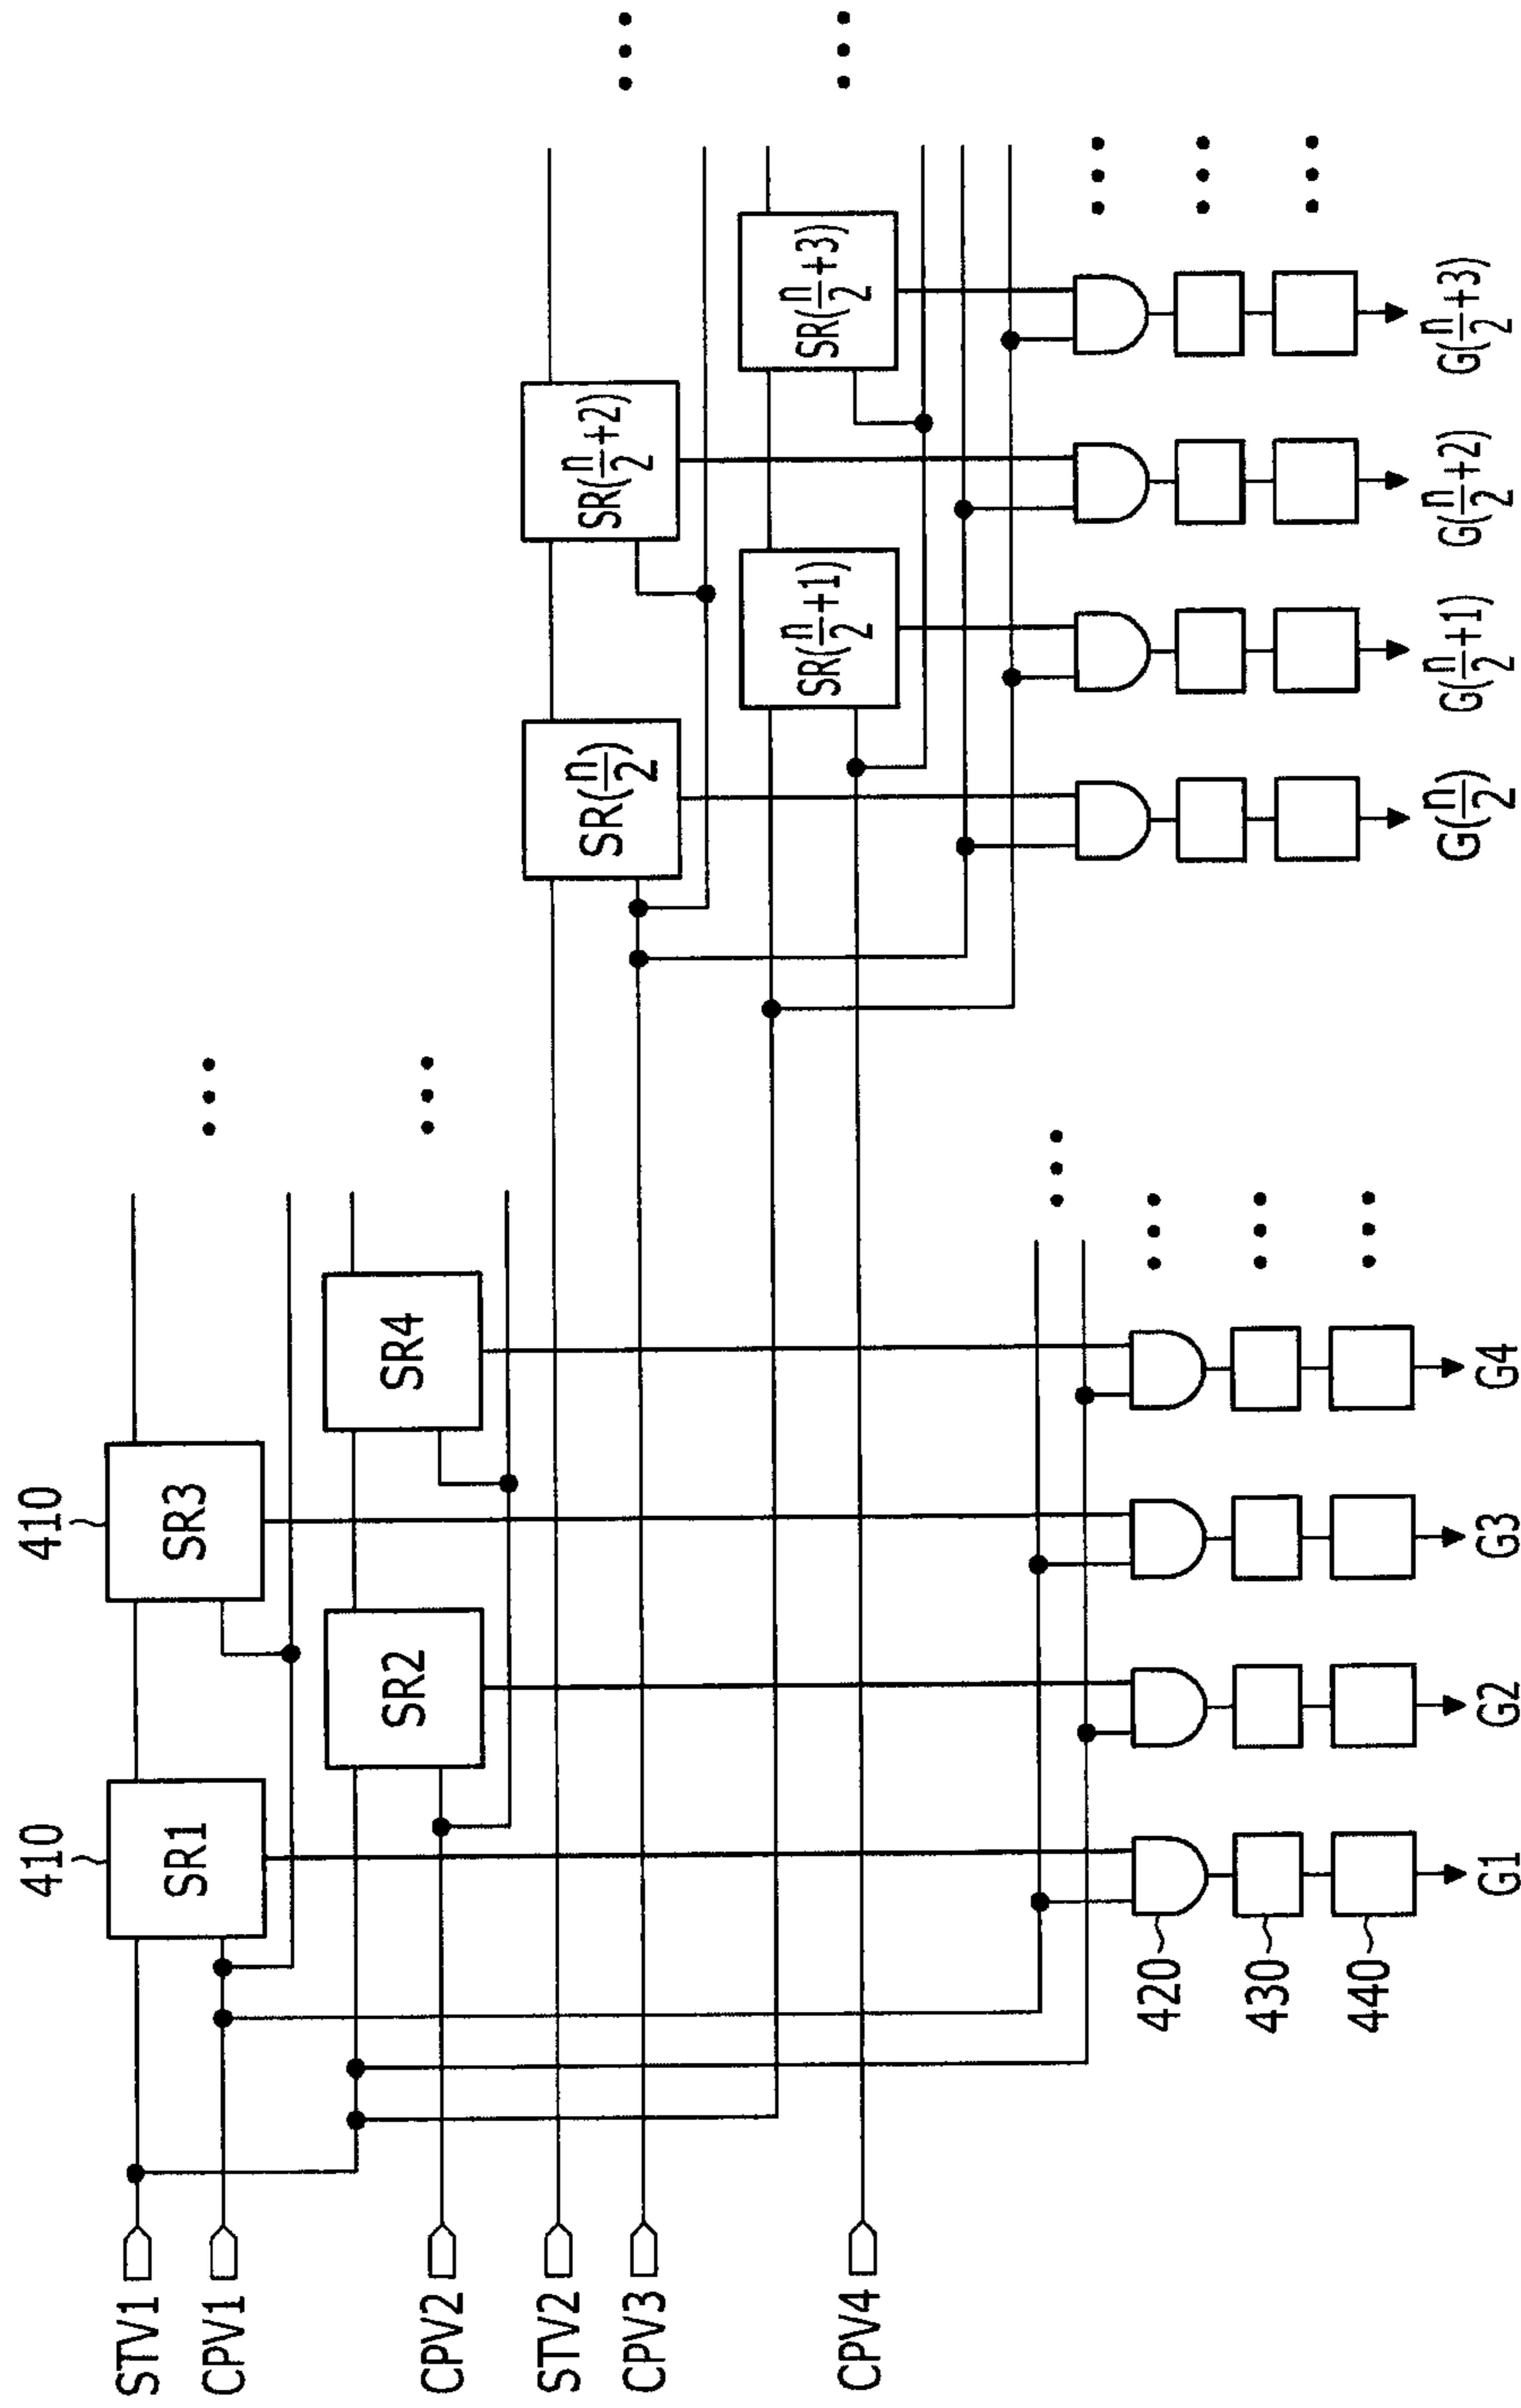 410
410
STV1
SR1
SR3
CPV1
SR2
SR4
CPV2
STV2
SR(n/2)
SR(n/2+2)
CPV3
SR(n/2+1)
SR(n/2+3)
CPV4
420
430
440
G1
G2
G3
G4
G(n/2)
G(n/2+1)
G(n/2+2)
G(n/2+3)